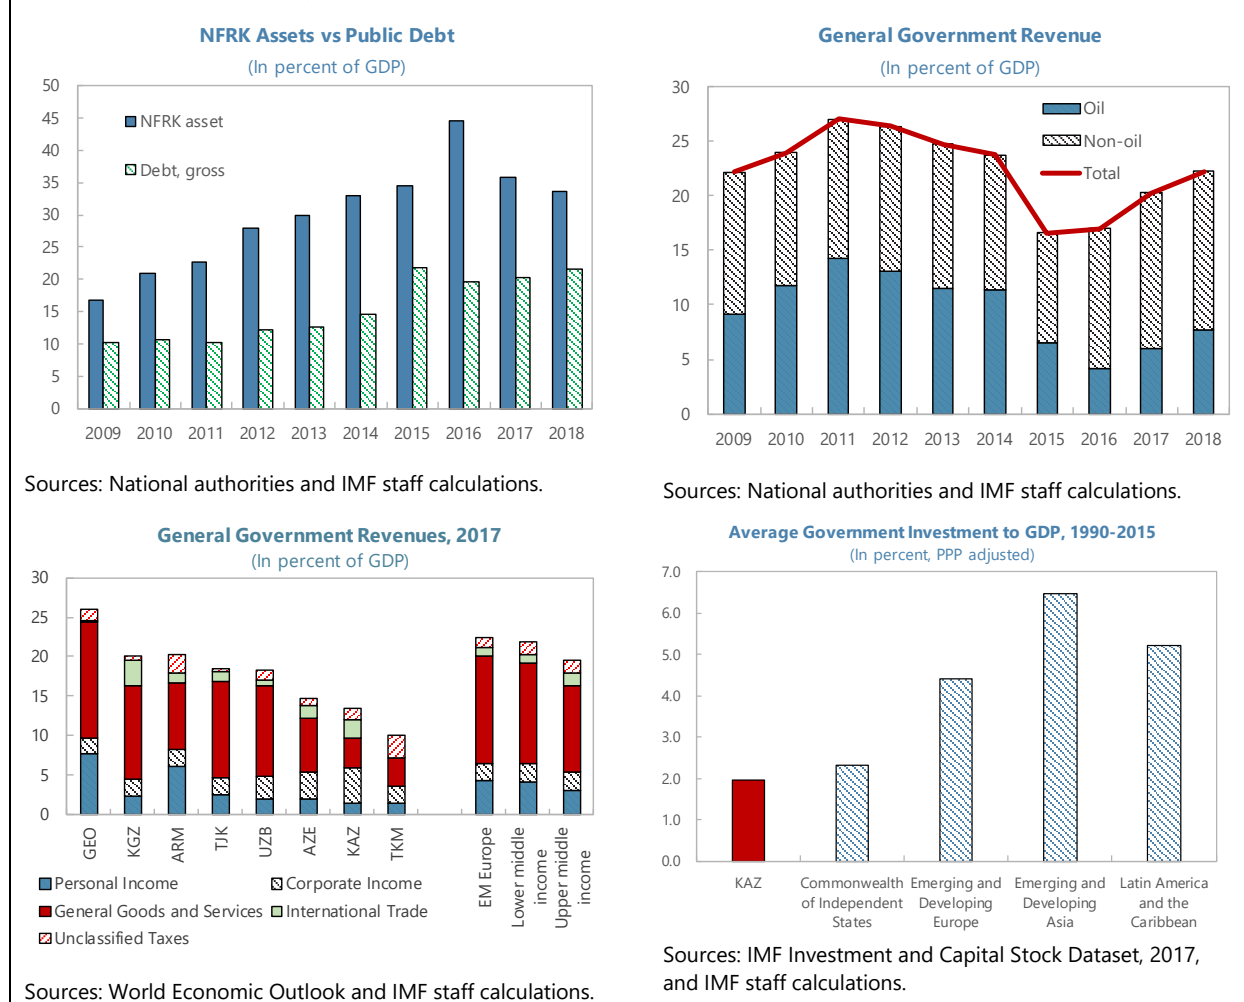 NFRK Assets vs Public Debt
(In percent of GDP)
50
45
40
35
30
25
20
15
10
5
0
NFRK asset
Debt, gross
2009 2010 2011 2012 2013 2014 2015 2016 2017 2018
Sources: National authorities and IMF staff calculations.
General Government Revenue
(In percent of GDP)
30
25
20
15
10
5
0
Oil
Non-oil
Total
2009 2010 2011 2012 2013 2014 2015 2016 2017 2018
Sources: National authorities and IMF staff calculations.
General Government Revenues, 2017
(In percent of GDP)
30
25
20
15
10
5
0
GEO
KGZ
ARM
TJK
UZB
AZE
KAZ
TKM
EM Europe
Lower middle
income
Upper middle
income
Personal Income
Corporate Income
General Goods and Services
International Trade
Unclassified Taxes
Sources: World Economic Outlook and IMF staff calculations.
Average Government Investment to GDP, 1990-2015
(In percent, PPP adjusted)
7.0
6.0
5.0
4.0
3.0
2.0
1.0
0.0
KAZ
Commonwealth
of Independent
States
Emerging and
Developing
Europe
Emerging and
Developing
Asia
Latin America
and the
Caribbean
Sources: IMF Investment and Capital Stock Dataset, 2017,
and IMF staff calculations.